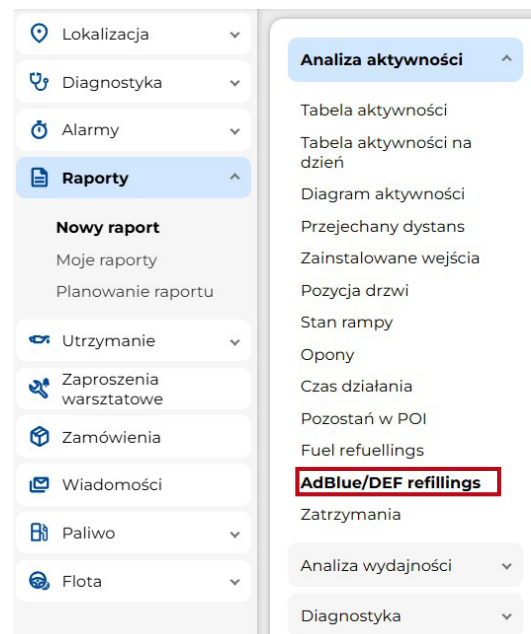 Lokalizacja
Diagnostyka
Alarmy
Raporty
Nowy raport
Moje raporty
Planowanie raportu
Utrzymanie
Zaproszenia
warsztatowe
Zamówienia
Wiadomości
Paliwo
Flota
Analiza aktywności
Tabela aktywności
Tabela aktywności na
dzień
Diagram aktywności
Przejechany dystans
Zainstalowane wejścia
Pozycja drzwi
Stan rampy
Opony
Czas działania
Pozostań w POI
Fuel refuellings
AdBlue/DEF refillings
Zatrzymania
Analiza wydajności
Diagnostyka